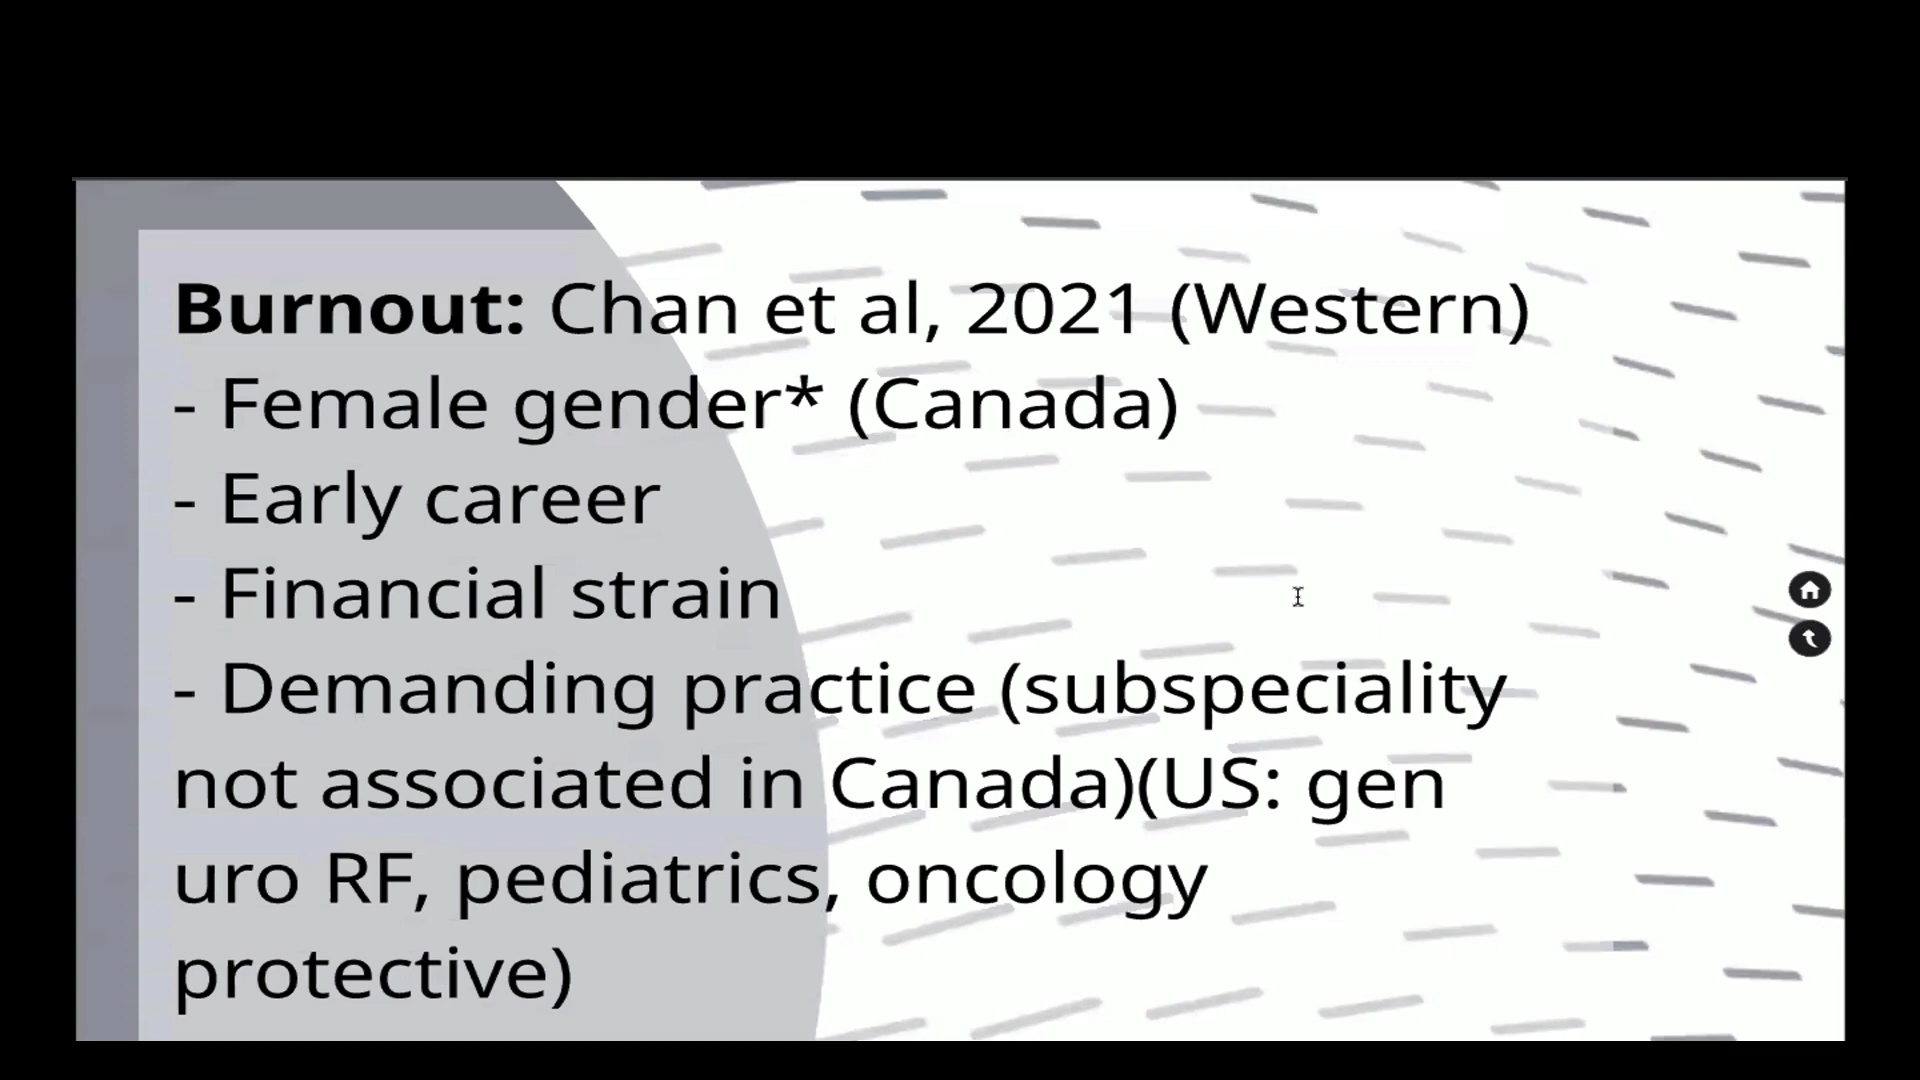 Burnout: Chan et al, 2021 (Western)
- Female gender* (Canada)
- Early career
- Financial strain
- Demanding practice (subspeciality
not associated in Canada)(US: gen
uro RF, pediatrics, oncology
protective)